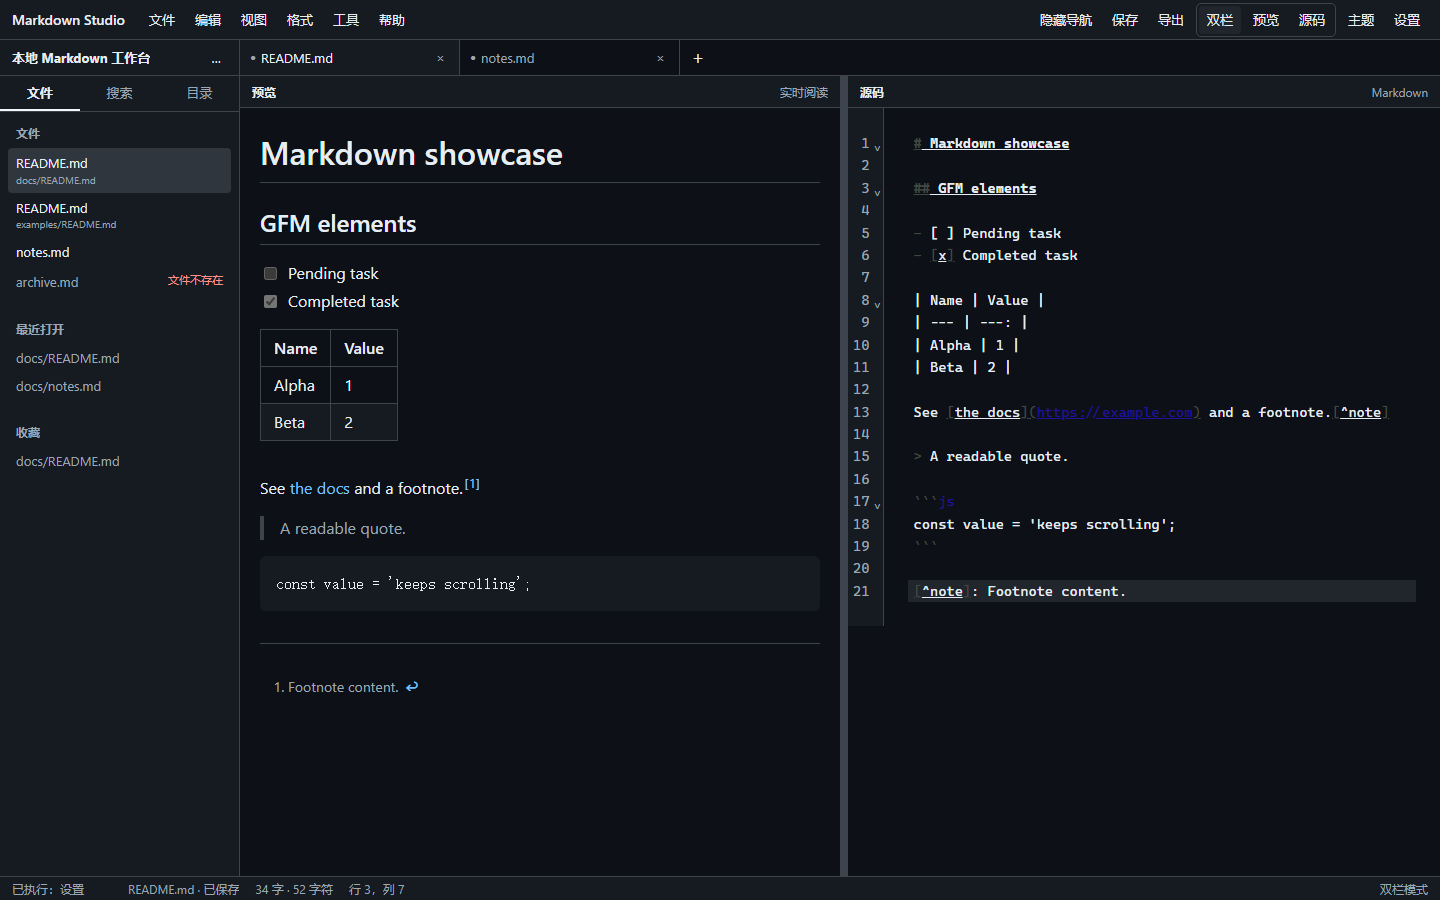 Markdown Studio 文件 编辑 视图 格式 工具 帮助 隐藏导航 保存 导出 双栏 预览 源码 主题 设置
本地 Markdown 工作台 ...
• README.md × • notes.md × +
文件 搜索 目录
文件
README.md
docs/README.md
README.md
examples/README.md
notes.md
archive.md 文件不存在
最近打开
docs/README.md
docs/notes.md
收藏
docs/README.md
预览 实时阅读
Markdown showcase
GFM elements
Pending task
Completed task
Name Value
Alpha 1
Beta 2
See the docs and a footnote.[1]
A readable quote.
const value = 'keeps scrolling';
1. Footnote content. ↩
源码 Markdown
1 # Markdown showcase
2
3 ## GFM elements
4
5 - [ ] Pending task
6 - [x] Completed task
7
8 | Name | Value |
9 | --- | ---: |
10 | Alpha | 1 |
11 | Beta | 2 |
12
13 See [the docs](https://example.com) and a footnote.[^note]
14
15 > A readable quote.
16
17 ```js
18 const value = 'keeps scrolling';
19 ```
20
21 [^note]: Footnote content.
已执行：设置 README.md · 已保存 34 字 · 52 字符 行 3，列 7 双栏模式